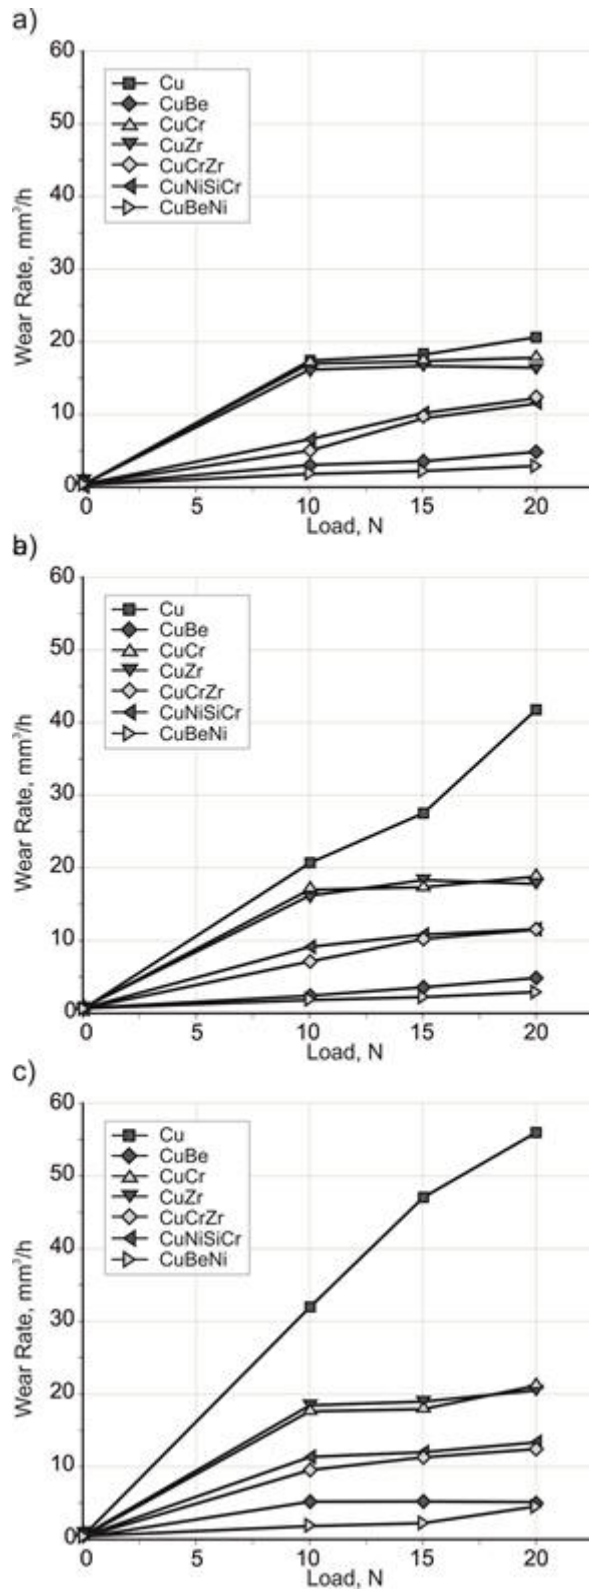 a)
60
50
40
30
20
10
0
Wear Rate, mm³/h
Cu
CuBe
CuCr
CuZr
CuCrZr
CuNiSiCr
CuBeNi
0 5 10 15 20
Load, N
60
50
40
30
20
10
0
Wear Rate, mm³/h
Cu
CuBe
CuCr
CuZr
CuCrZr
CuNiSiCr
CuBeNi
0 5 10 15 20
Load, N
c)
60
50
40
30
20
10
0
Wear Rate, mm³/h
Cu
CuBe
CuCr
CuZr
CuCrZr
CuNiSiCr
CuBeNi
0 5 10 15 20
Load, N